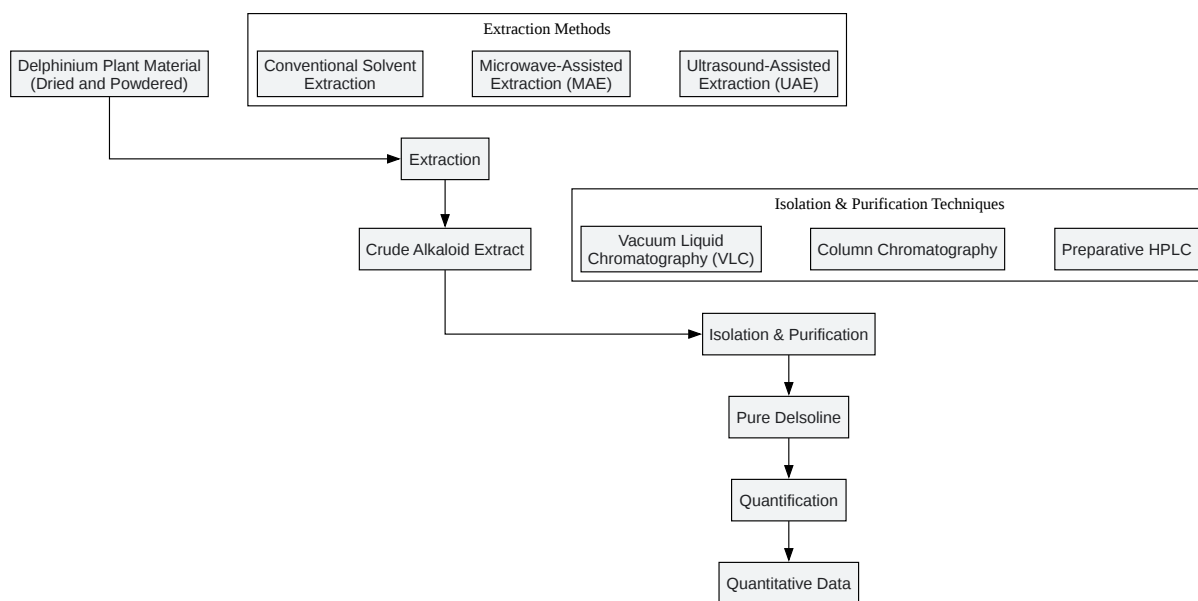 Extraction Methods
Delphinium Plant Material
(Dried and Powdered)
Conventional Solvent
Extraction
Microwave-Assisted
Extraction (MAE)
Ultrasound-Assisted
Extraction (UAE)
Extraction
Crude Alkaloid Extract
Isolation & Purification Techniques
Vacuum Liquid
Chromatography (VLC)
Column Chromatography
Preparative HPLC
Isolation & Purification
Pure Delsoline
Quantification
Quantitative Data